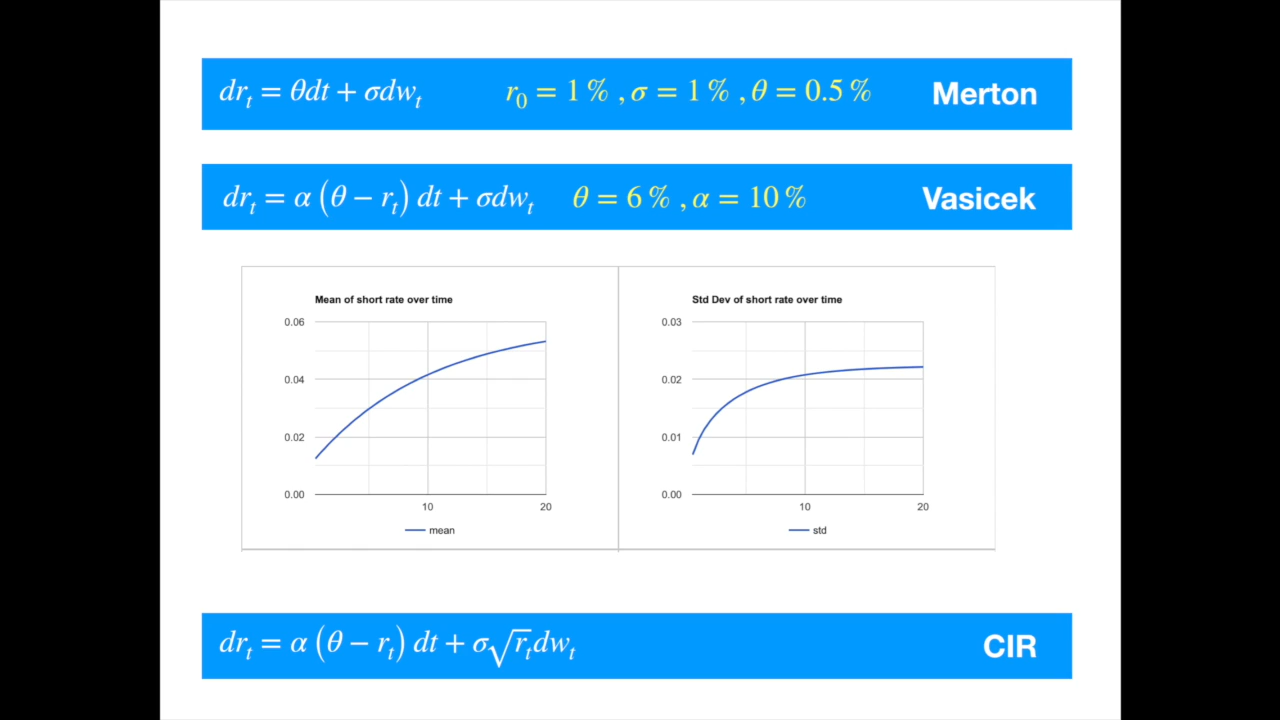 drₜ = θdt + σdwₜ r₀ = 1 % , σ = 1 % , θ = 0.5 % Merton
drₜ = α (θ − rₜ) dt + σdwₜ θ = 6 % , α = 10 % Vasicek
Mean of short rate over time
0.06
0.04
0.02
0.00
10 20
mean
Std Dev of short rate over time
0.03
0.02
0.01
0.00
10 20
std
drₜ = α (θ − rₜ) dt + σ√rₜdwₜ CIR